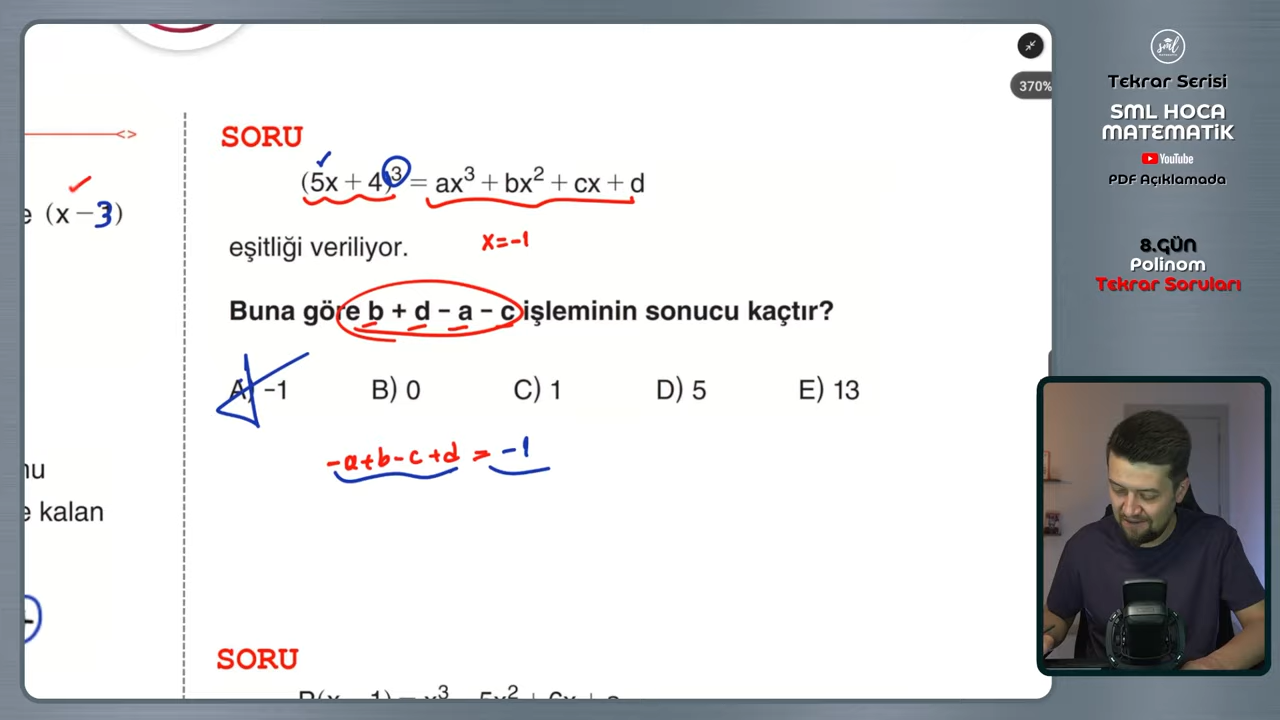 SORU
(5x + 4)³ = ax³ + bx² + cx + d
e (x − 3)
eşitliği veriliyor.
x=-1
Buna göre b + d − a − c işleminin sonucu kaçtır?
A) −1 B) 0 C) 1 D) 5 E) 13
-a+b-c+d = -1
nu
e kalan
SORU
370%
sml
Tekrar Serisi
SML HOCA
MATEMATİK
YouTube
PDF Açıklamada
8.GÜN
Polinom
Tekrar Soruları